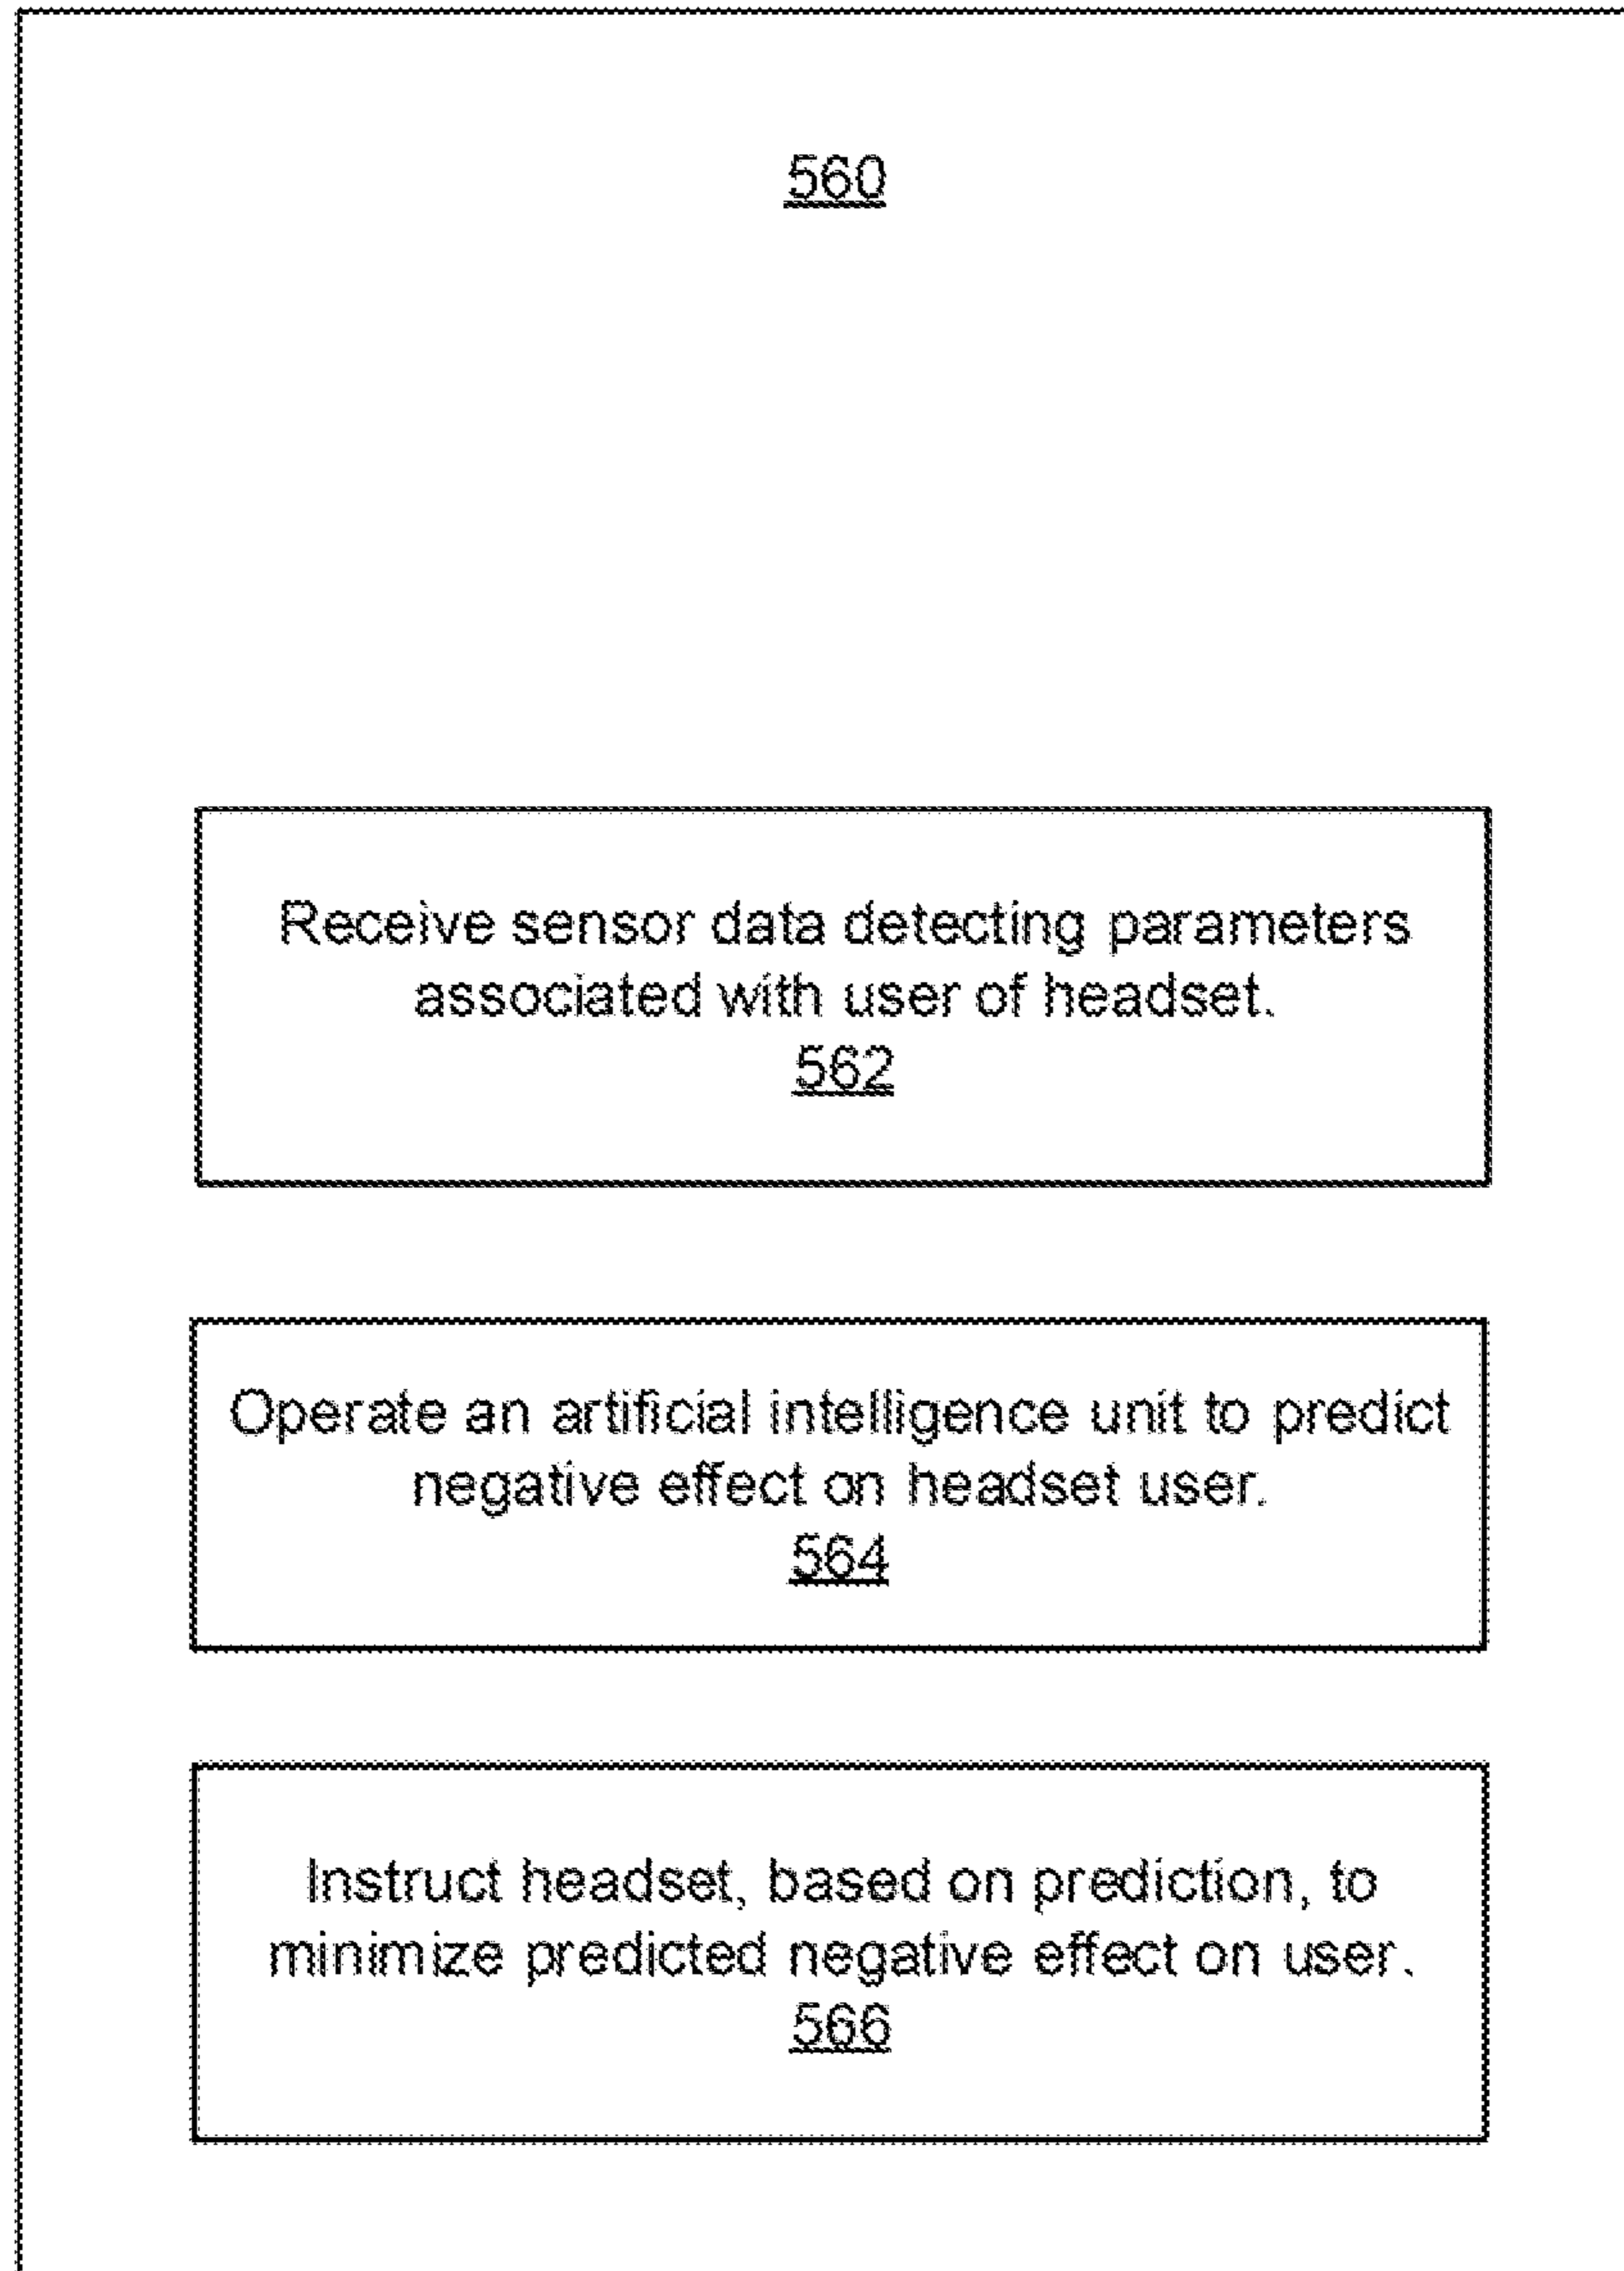 560
Receive sensor data detecting parameters
associated with user of headset.
562
Operate an artificial intelligence unit to predict
negative effect on headset user.
564
Instruct headset, based on prediction, to
minimize predicted negative effect on user.
566